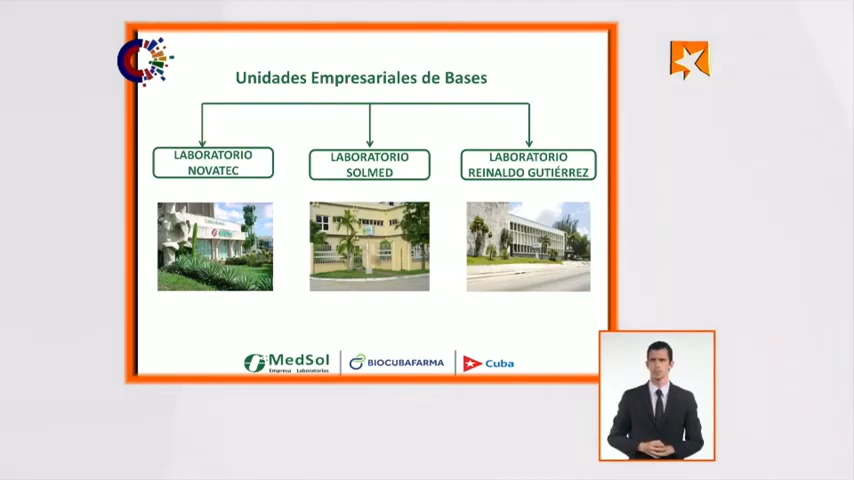 Unidades Empresariales de Bases
LABORATORIO
NOVATEC
LABORATORIO
SOLMED
LABORATORIO
REINALDO GUTIÉRREZ
MedSol
Empresa Laboratorios
BIOCUBAFARMA
Cuba